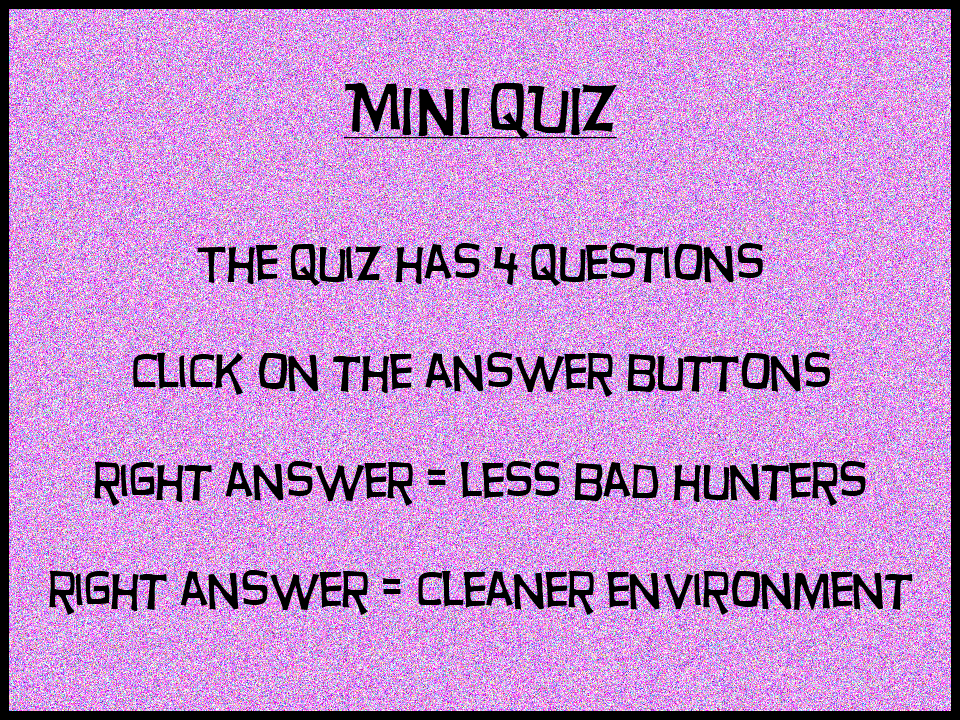 MINI QUIZ
THE QUIZ HAS 4 QUESTIONS
CLICK ON THE ANSWER BUTTONS
RIGHT ANSWER = LESS BAD HUNTERS
RIGHT ANSWER = CLEANER ENVIRONMENT